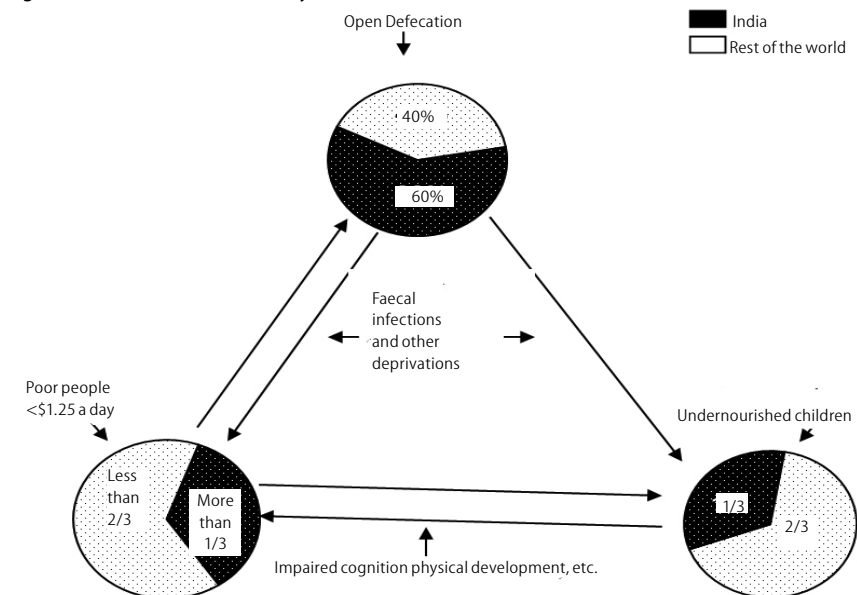 Open Defecation
India
Rest of the world
40%
60%
Faecal
infections
and other
deprivations
Poor people
<$1.25 a day
Undernourished children
Less
than
2/3
More
than
1/3
1/3
2/3
Impaired cognition physical development, etc.